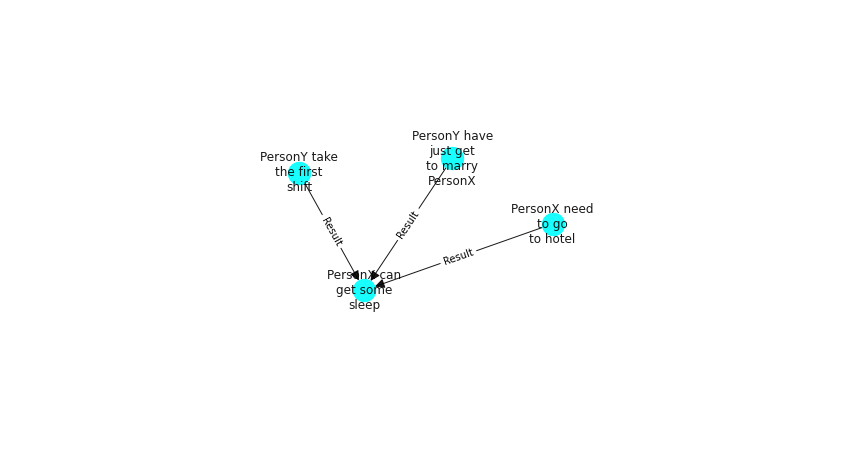 PersonY have
just get
to marry
PersonX
PersonY take
the first
shift
PersonX need
to go
to hotel
Result
Result
Result
PersonX can
get some
sleep